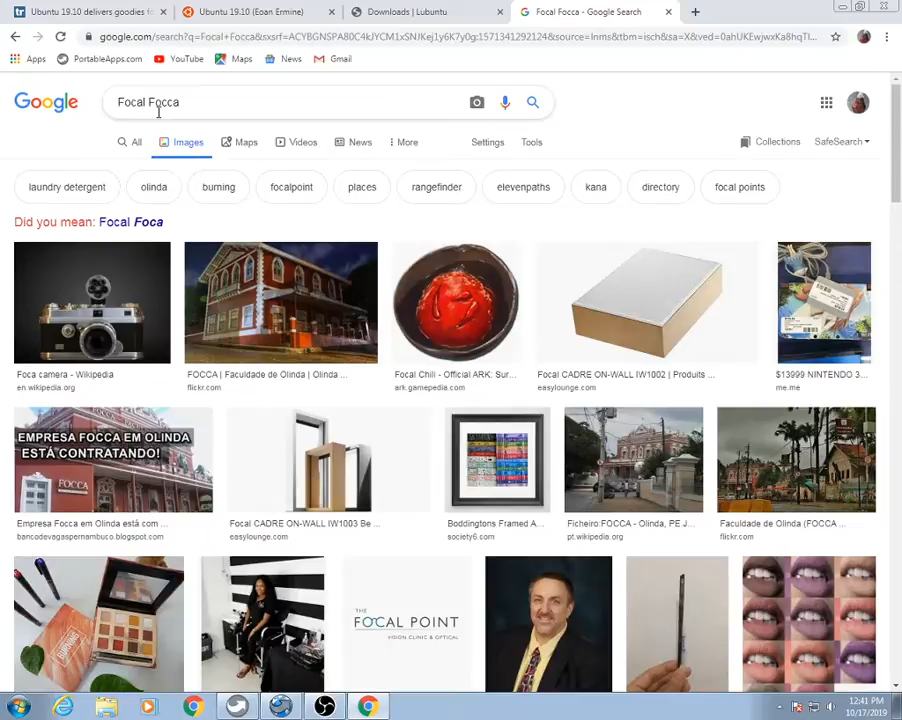 Ubuntu 19.10 delivers goodies fo
Ubuntu 19.10 (Eoan Ermine)
Downloads | Lubuntu
Focal Focca - Google Search
google.com/search?q=Focal+Focca&sxsrf=ACYBGNSPA80C4kJYCM1xSNJKej1y6K7y0g:1571341292124&source=lnms&tbm=isch&sa=X&ved=0ahUKEwjwxKa8hqTl...
Apps
PortableApps.com
YouTube
Maps
News
Gmail
Google
Focal Focca
All
Images
Maps
Videos
News
More
Settings
Tools
Collections
SafeSearch
laundry detergent
olinda
burning
focalpoint
places
rangefinder
elevenpaths
kana
directory
focal points
Did you mean: Focal Foca
Foca camera - Wikipedia
en.wikipedia.org
FOCCA | Faculdade de Olinda | Olinda ...
flickr.com
Focal Chili - Official ARK: Sur...
ark.gamepedia.com
Focal CADRE ON-WALL IW1002 | Produits ...
easylounge.com
$13999 NINTENDO 3...
me.me
EMPRESA FOCCA EM OLINDA
ESTÁ CONTRATANDO!
FOCCA
Empresa Focca em Olinda está com ...
bancodevagaspernambuco.blogspot.com
Focal CADRE ON-WALL IW1003 Be ...
easylounge.com
Boddingtons Framed A...
society6.com
Ficheiro:FOCCA - Olinda, PE J...
pt.wikipedia.org
Faculdade de Olinda (FOCCA ...
flickr.com
BURNING
THE
FOCAL POINT
VISION CLINIC & OPTICAL
12:41 PM
10/17/2019